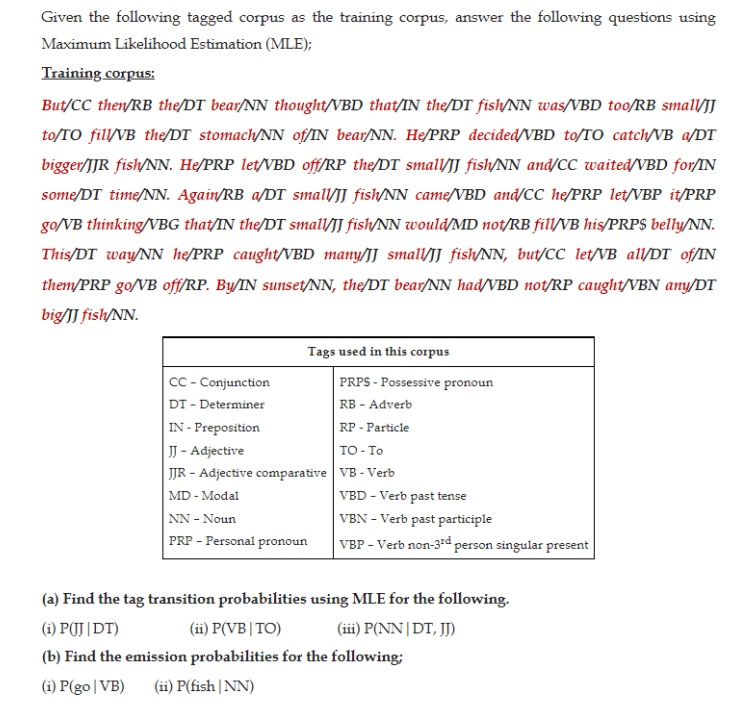 Given the following tagged corpus as the training corpus, answer the following questions using
Maximum Likelihood Estimation (MLE);
Training corpus:
But/CC then/RB the/DT bear/NN thought/VBD that/IN the/DT fish/NN was/VBD too/RB small/JJ
to/TO fill/VB the/DT stomach/NN of/IN bear/NN. He/PRP decided/VBD to/TO catch/VB a/DT
bigger/JJR fish/NN. He/PRP let/VBD off/RP the/DT small/JJ fish/NN and/CC waited/VBD for/IN
some/DT time/NN. Again/RB a/DT small/JJ fish/NN came/VBD and/CC he/PRP let/VBP it/PRP
go/VB thinking/VBG that/IN the/DT small/JJ fish/NN would/MD not/RB fill/VB his/PRP$ belly/NN.
This/DT way/NN he/PRP caught/VBD many/JJ small/JJ fish/NN, but/CC let/VB all/DT of/IN
them/PRP go/VB off/RP. By/IN sunset/NN, the/DT bear/NN had/VBD not/RP caught/VBN any/DT
big/JJ fish/NN.
Tags used in this corpus
CC – Conjunction PRP$ - Possessive pronoun
DT – Determiner RB – Adverb
IN - Preposition RP - Particle
JJ – Adjective TO - To
JJR – Adjective comparative VB - Verb
MD - Modal VBD – Verb past tense
NN – Noun VBN – Verb past participle
PRP – Personal pronoun VBP – Verb non-3rd person singular present
(a) Find the tag transition probabilities using MLE for the following.
(i) P(JJ|DT) (ii) P(VB|TO) (iii) P(NN|DT, JJ)
(b) Find the emission probabilities for the following;
(i) P(go|VB) (ii) P(fish|NN)